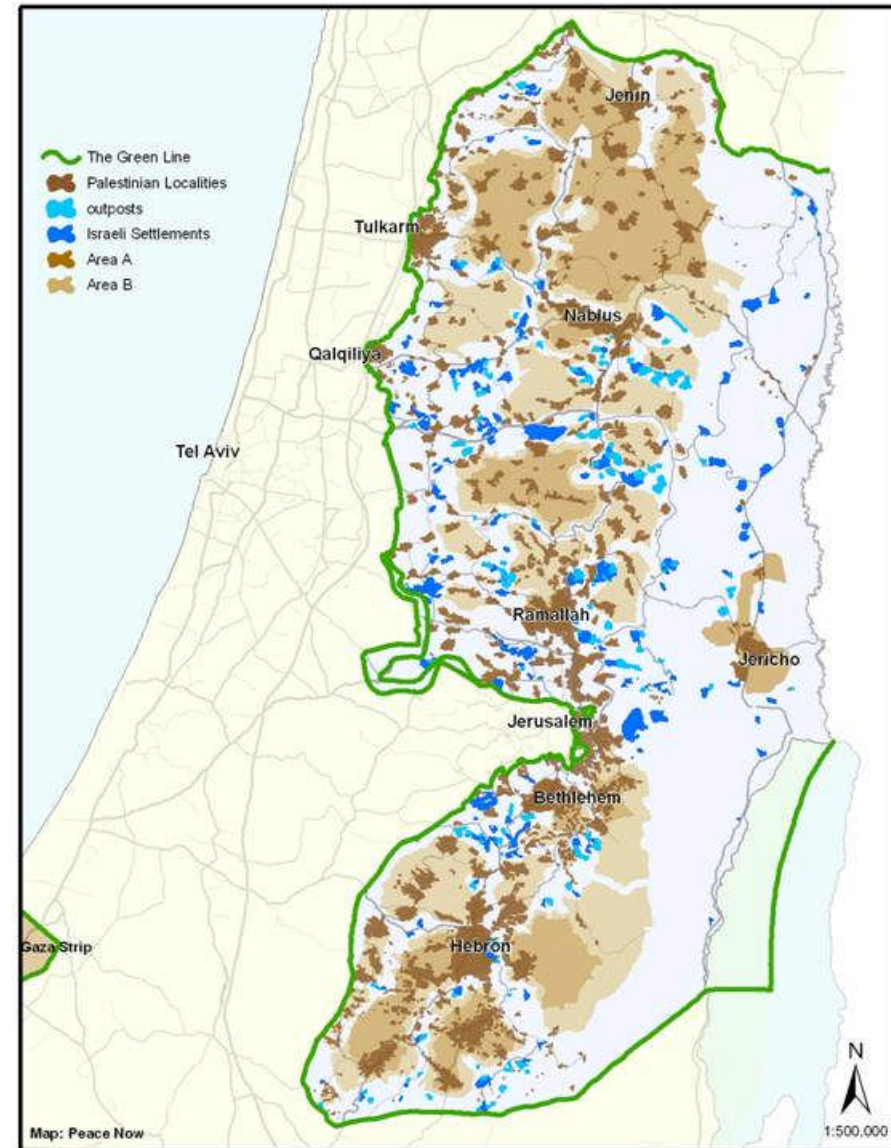 The Green Line
Palestinian Localities
outposts
Israeli Settlements
Area A
Area B
Jenin
Tulkarm
Nablus
Qalqiliya
Tel Aviv
Ramallah
Jericho
Jerusalem
Bethlehem
Hebron
Gaza Strip
N
Map: Peace Now
1:500.000